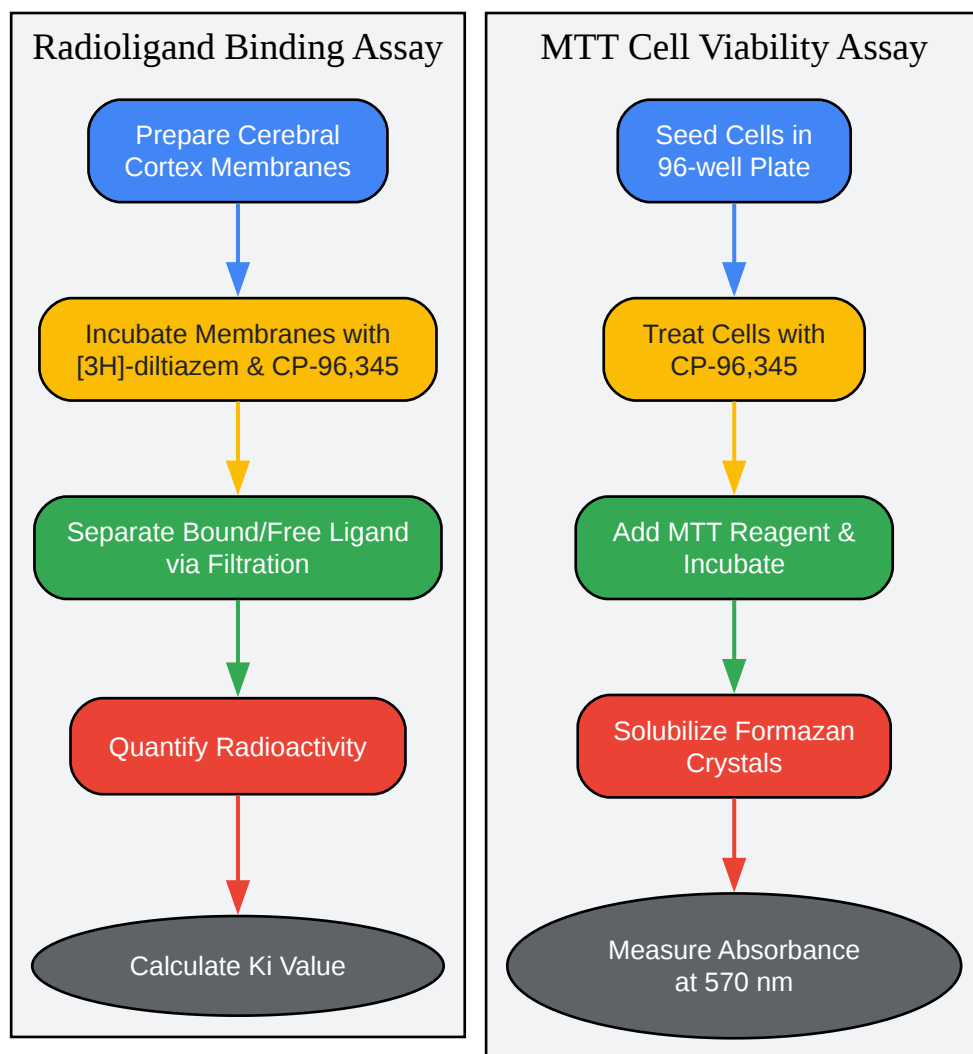 Radioligand Binding Assay
Prepare Cerebral
Cortex Membranes
Incubate Membranes with
[3H]-diltiazem & CP-96,345
Separate Bound/Free Ligand
via Filtration
Quantify Radioactivity
Calculate Ki Value
MTT Cell Viability Assay
Seed Cells in
96-well Plate
Treat Cells with
CP-96,345
Add MTT Reagent &
Incubate
Solubilize Formazan
Crystals
Measure Absorbance
at 570 nm